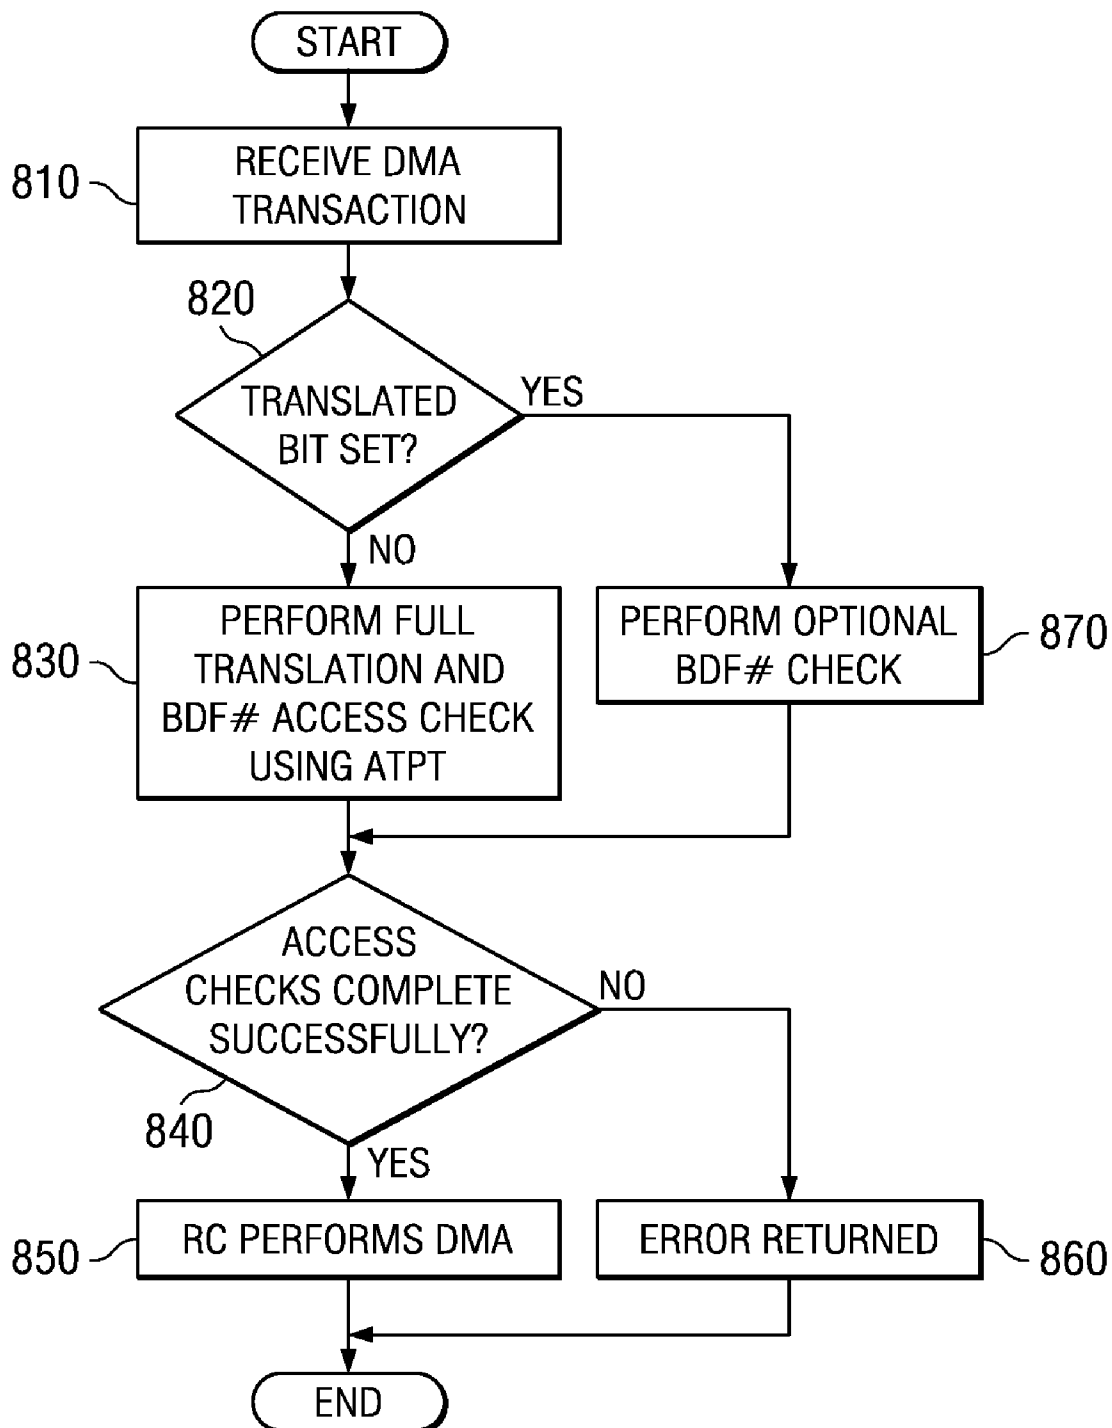 START
810
RECEIVE DMA
TRANSACTION
820
TRANSLATED
BIT SET?
YES
NO
830
PERFORM FULL
TRANSLATION AND
BDF# ACCESS CHECK
USING ATPT
PERFORM OPTIONAL
BDF# CHECK
870
ACCESS
CHECKS COMPLETE
SUCCESSFULLY?
NO
840
YES
850
RC PERFORMS DMA
ERROR RETURNED
860
END